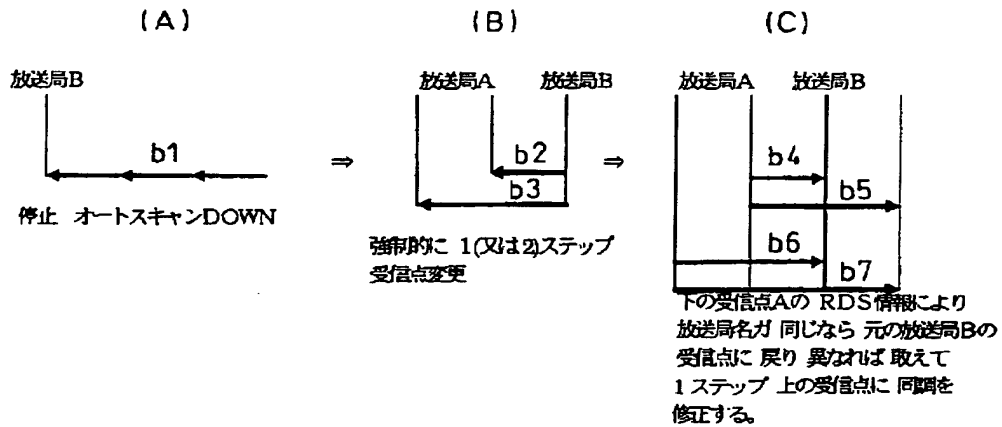 (A)
(B)
(C)
放送局B
放送局A 放送局B
放送局A 放送局B
b1
⇒
b2
b3
⇒
b4
b5
b6
b7
停止 オートスキャンDOWN
強制的に 1(又は2)ステップ
受信点変更
下の受信点Aの RDS情報により
放送局名が 同じなら 元の放送局Bの
受信点に 戻り 異なれば 敢えて
1ステップ 上の受信点に 同調を
修正する。